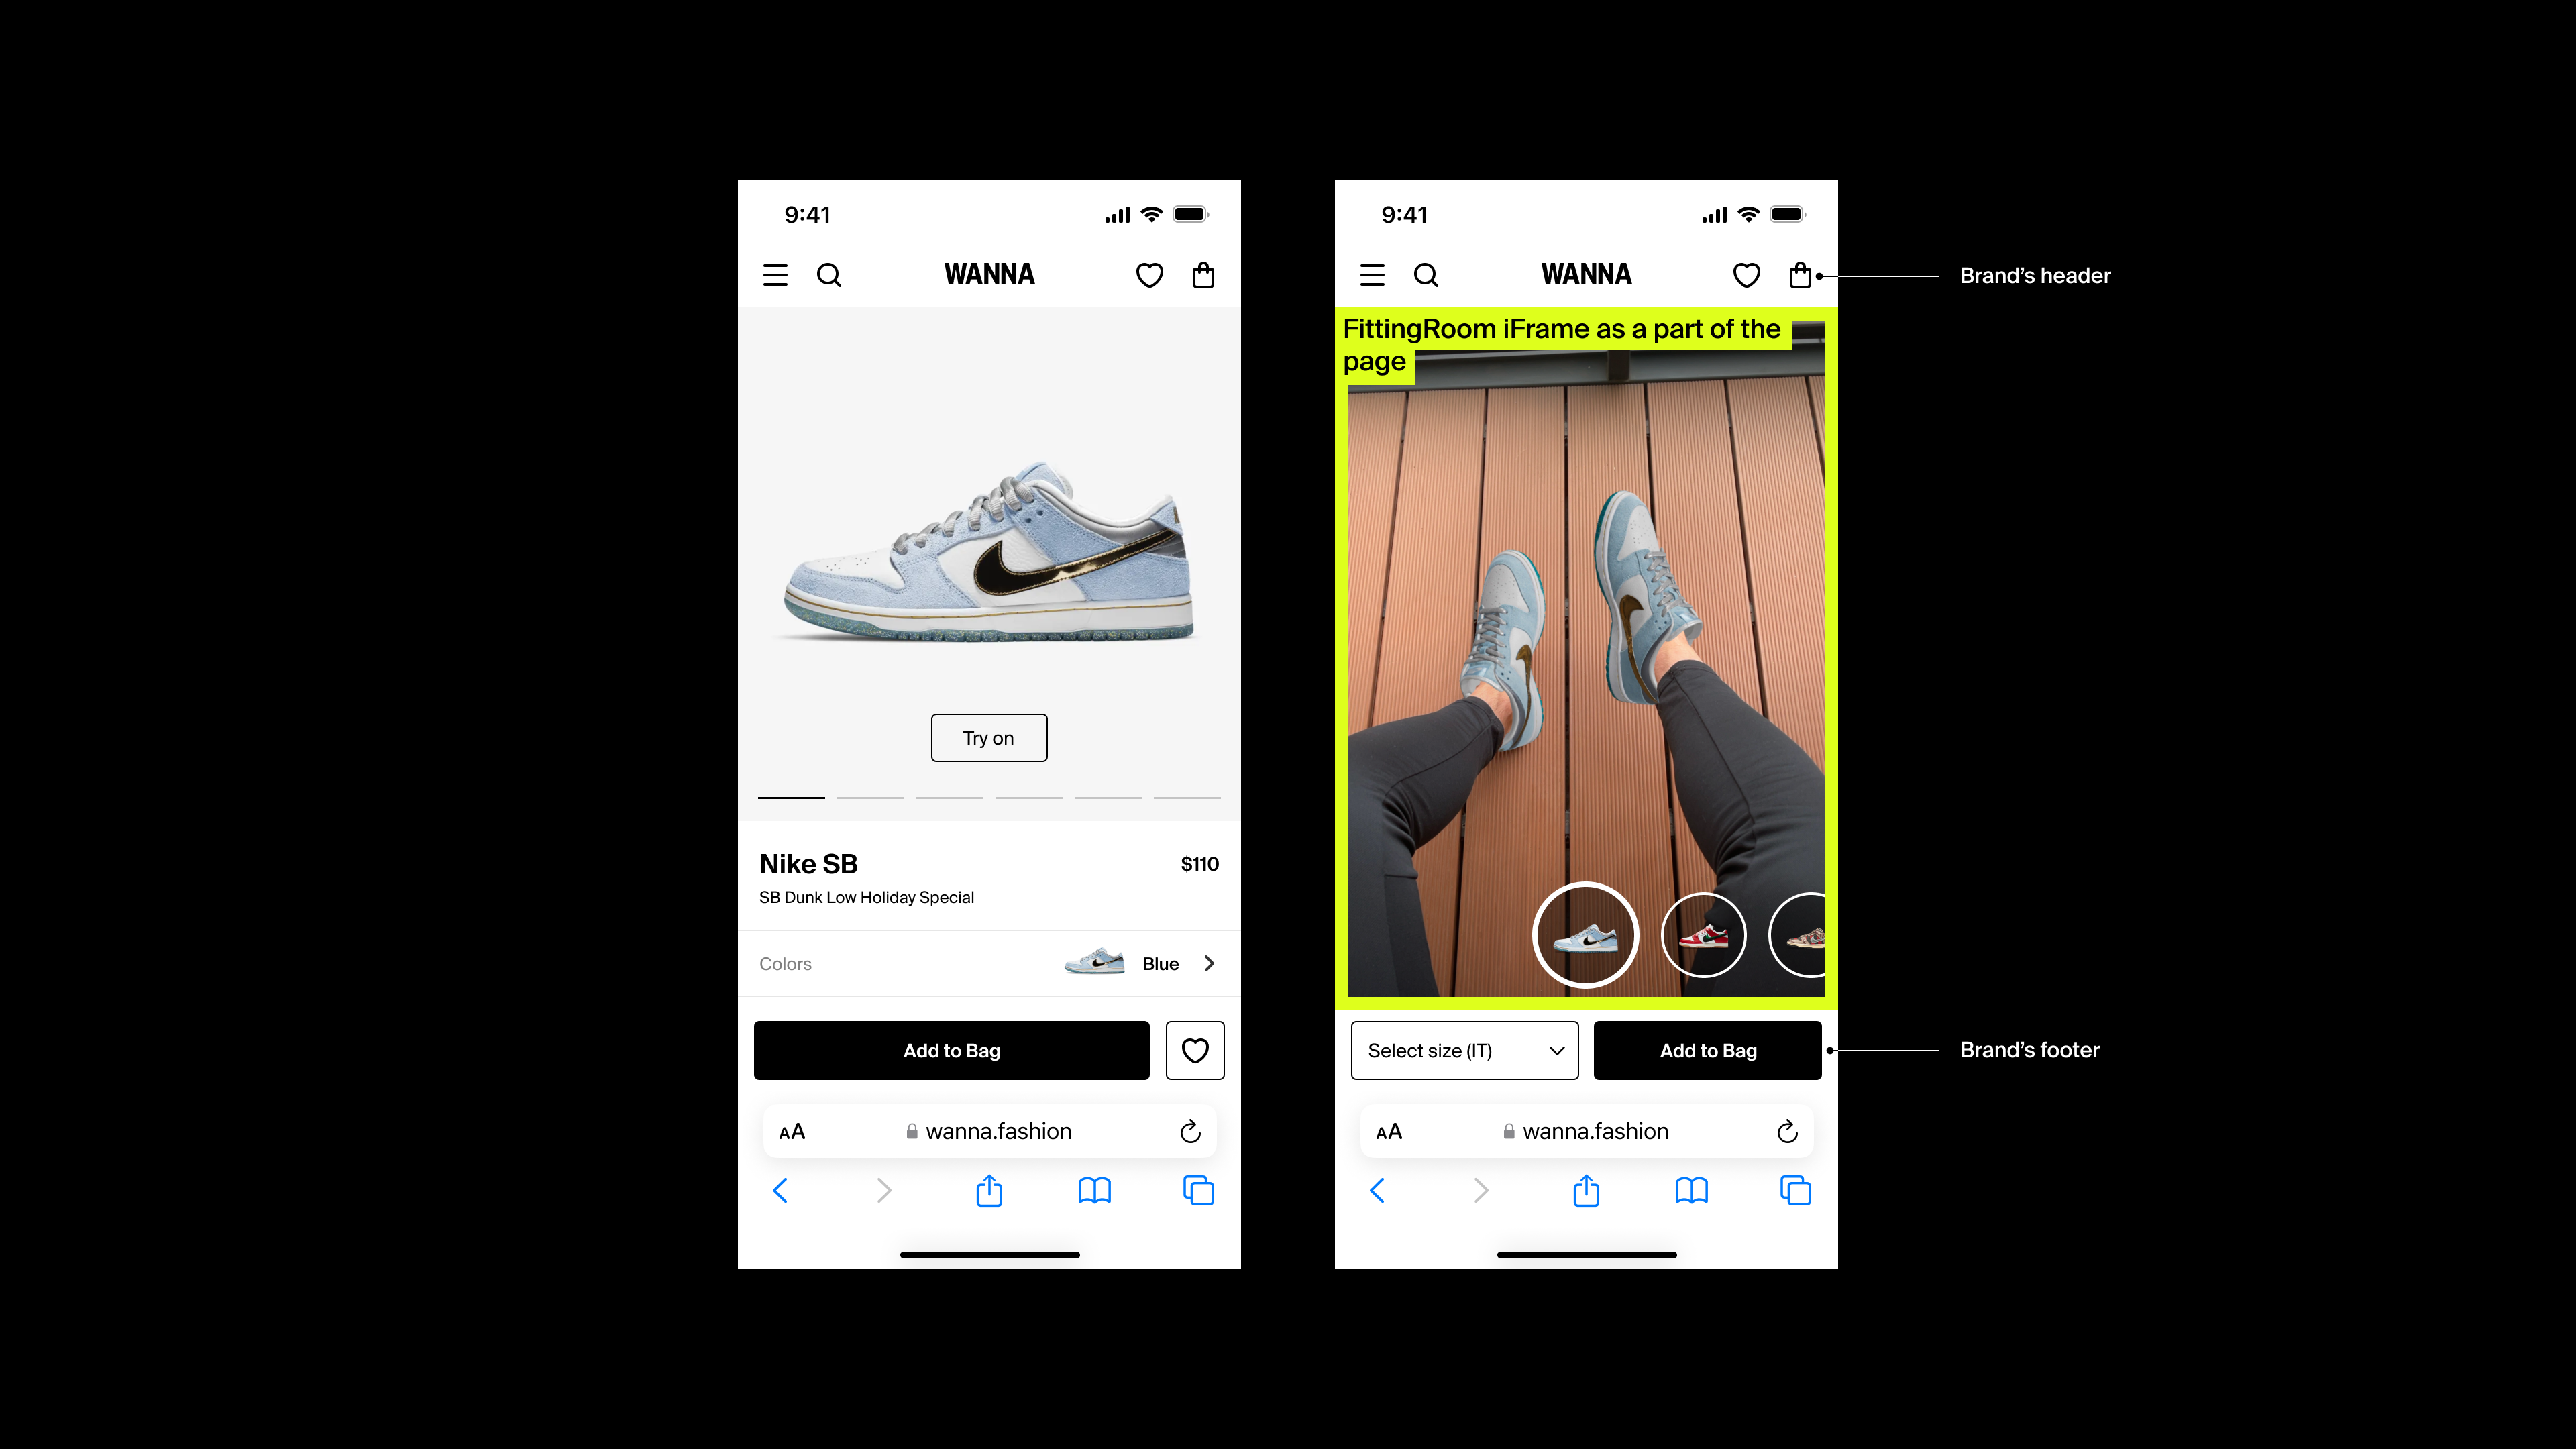 9:41
WANNA
Try on
Nike SB
$110
SB Dunk Low Holiday Special
Colors
Blue
Add to Bag
AA
wanna.fashion
9:41
WANNA
Brand’s header
FittingRoom iFrame as a part of the
page
Select size (IT)
Add to Bag
Brand’s footer
AA
wanna.fashion